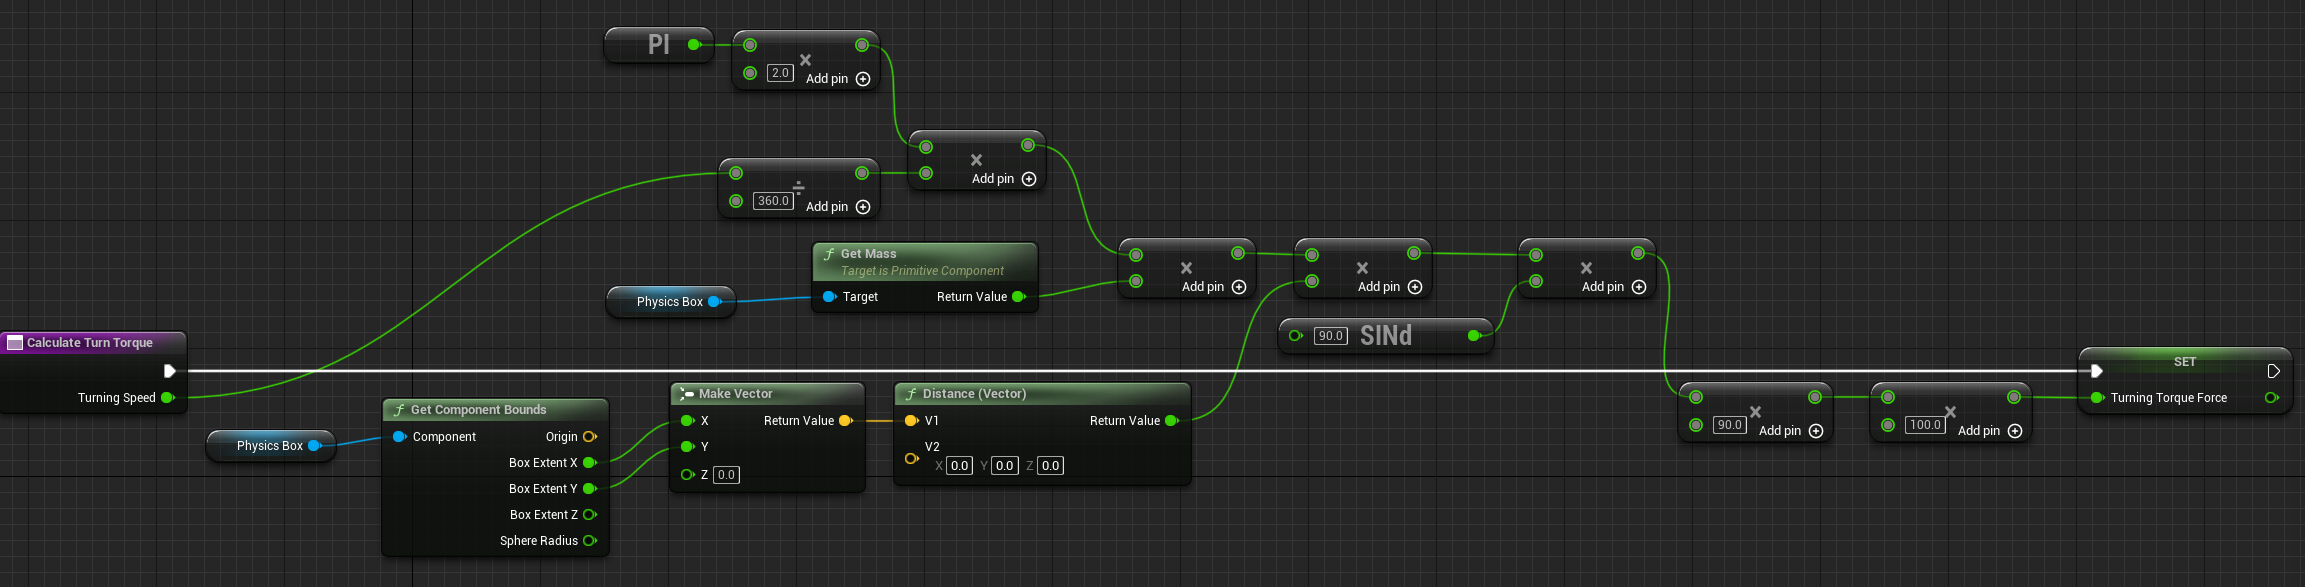 PI
×
2.0
Add pin
×
Add pin
÷
360.0
Add pin
Get Mass
Target is Primitive Component
Target Return Value
Physics Box
×
Add pin
×
Add pin
×
Add pin
90.0 SINd
Calculate Turn Torque
Turning Speed
Physics Box
Get Component Bounds
Component Origin
Box Extent X
Box Extent Y
Box Extent Z
Sphere Radius
Make Vector
X Return Value
Y
Z 0.0
Distance (Vector)
V1 Return Value
V2
X 0.0 Y 0.0 Z 0.0
×
90.0 Add pin
×
100.0 Add pin
SET
Turning Torque Force